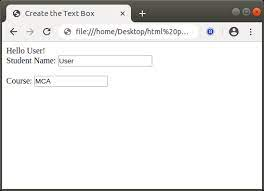 Create the Text Box
file:///home/Desktop/html%20p...
Hello User!
Student Name: User
Course: MCA